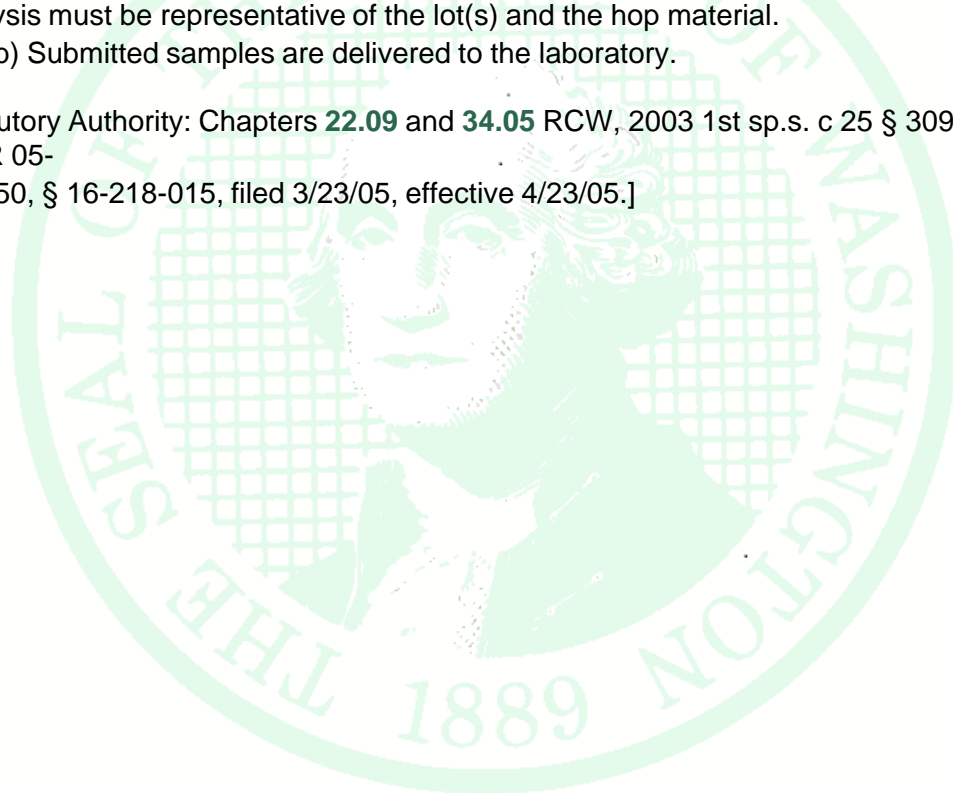 ysis must be representative of the lot(s) and the hop material.
o) Submitted samples are delivered to the laboratory.
utory Authority: Chapters 22.09 and 34.05 RCW, 2003 1st sp.s. c 25 § 309
R 05-
50, § 16-218-015, filed 3/23/05, effective 4/23/05.]
THE SEAL OF THE STATE OF WASHINGTON
1889